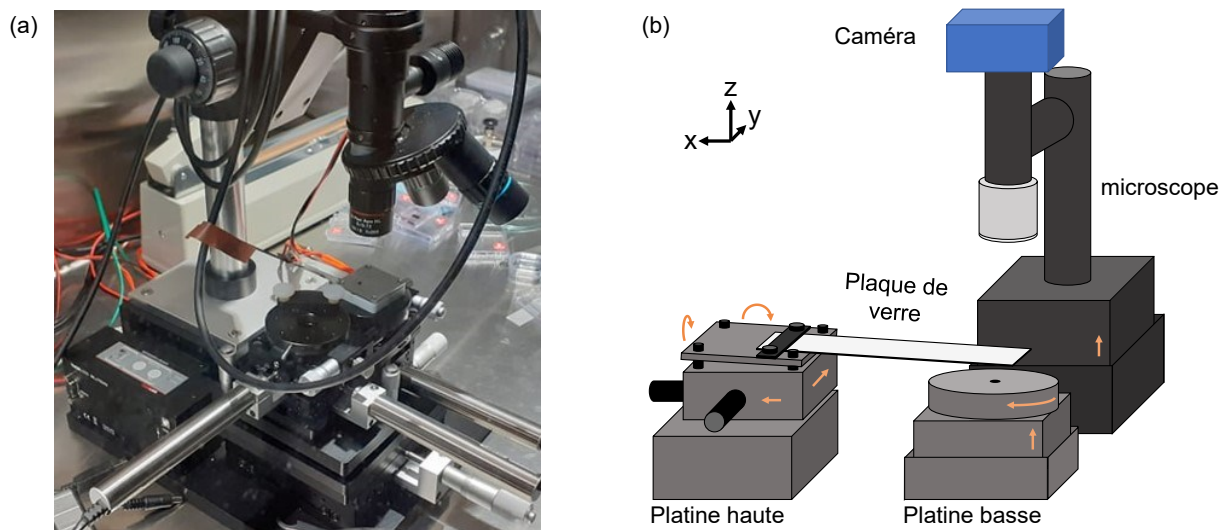 (a)
(b)
Caméra
z
y
x
microscope
Plaque de
verre
Platine haute
Platine basse